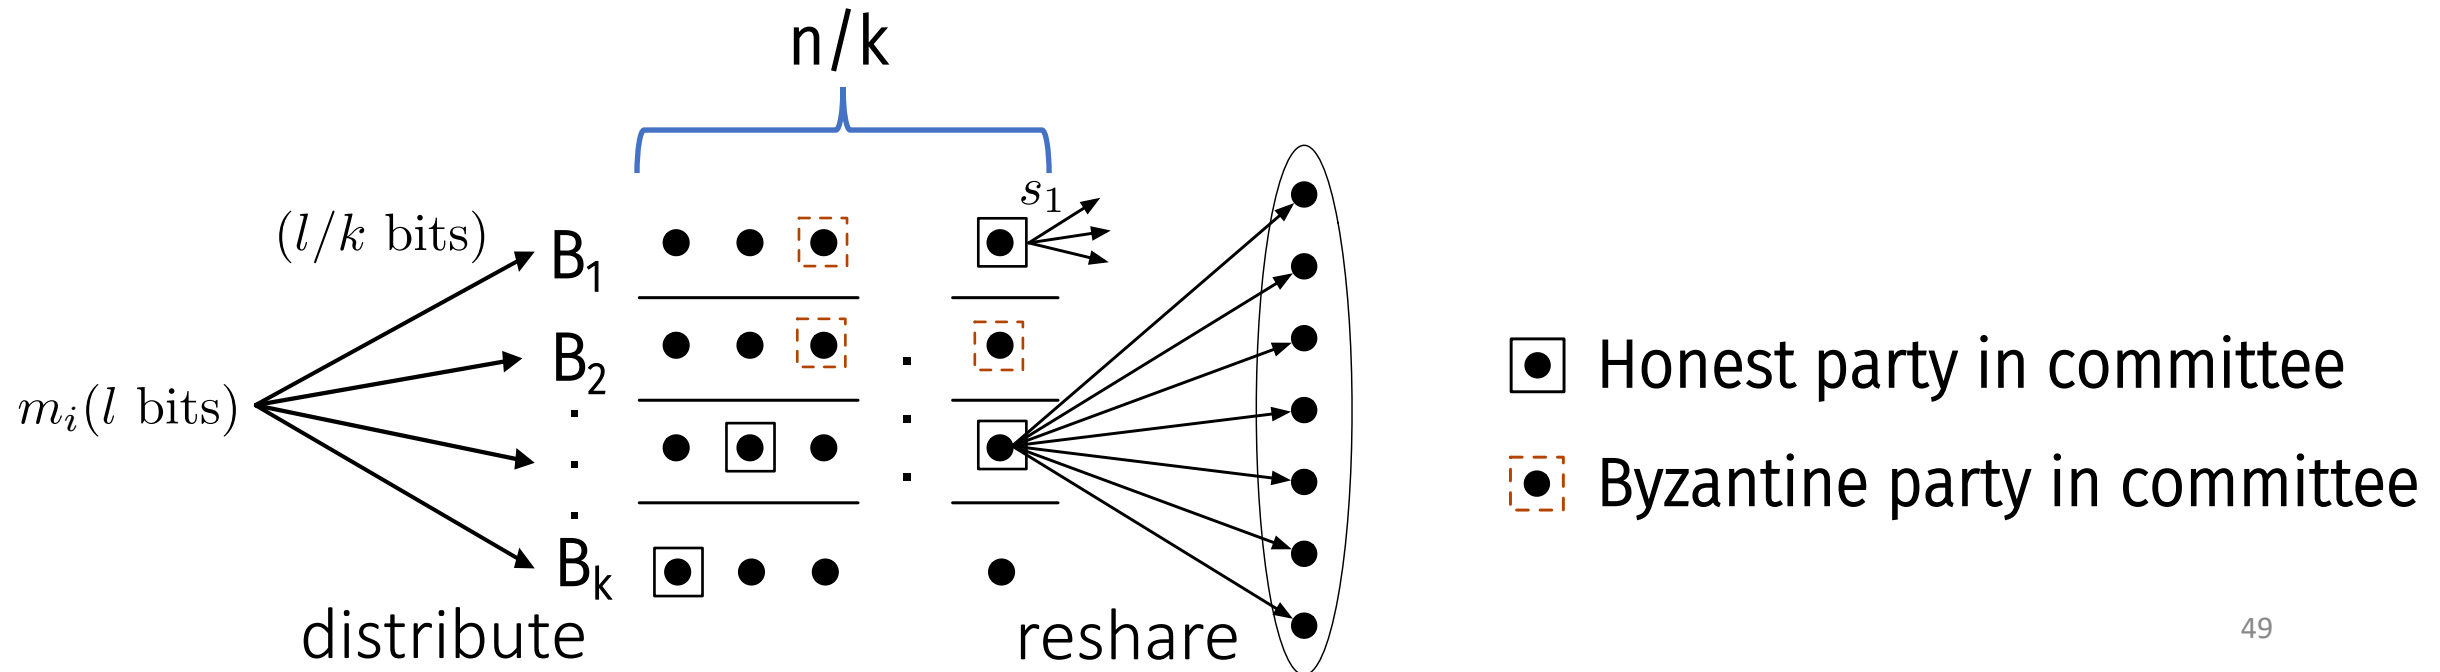 n/k
s₁
(l/k bits)
B₁
B₂
mᵢ(l bits)
Bₖ
distribute
reshare
Honest party in committee
Byzantine party in committee
49